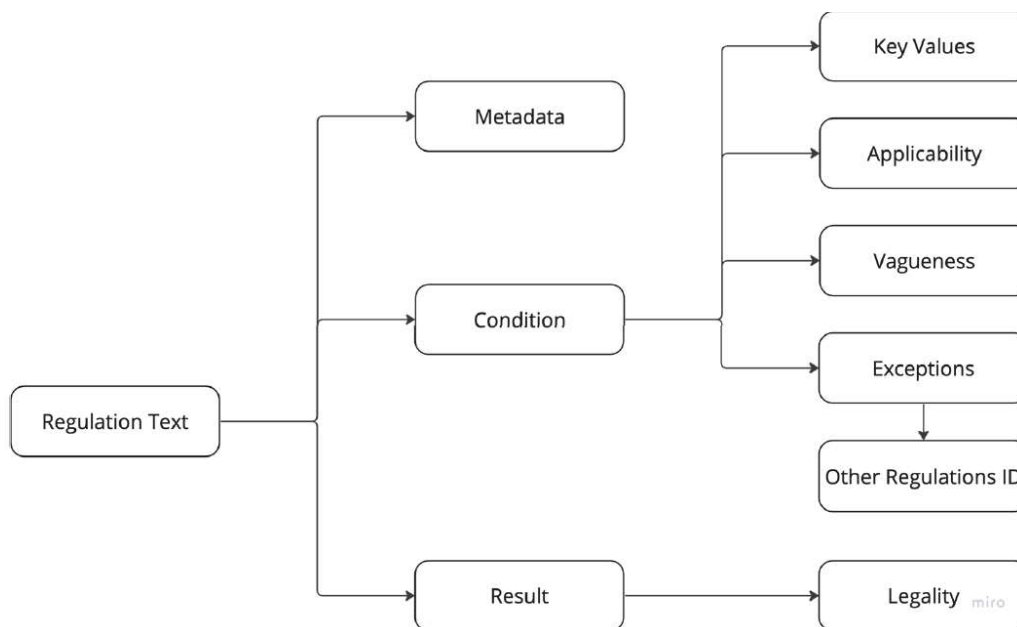 Key Values
Metadata
Applicability
Vagueness
Condition
Exceptions
Regulation Text
Other Regulations ID
Result
Legality
miro